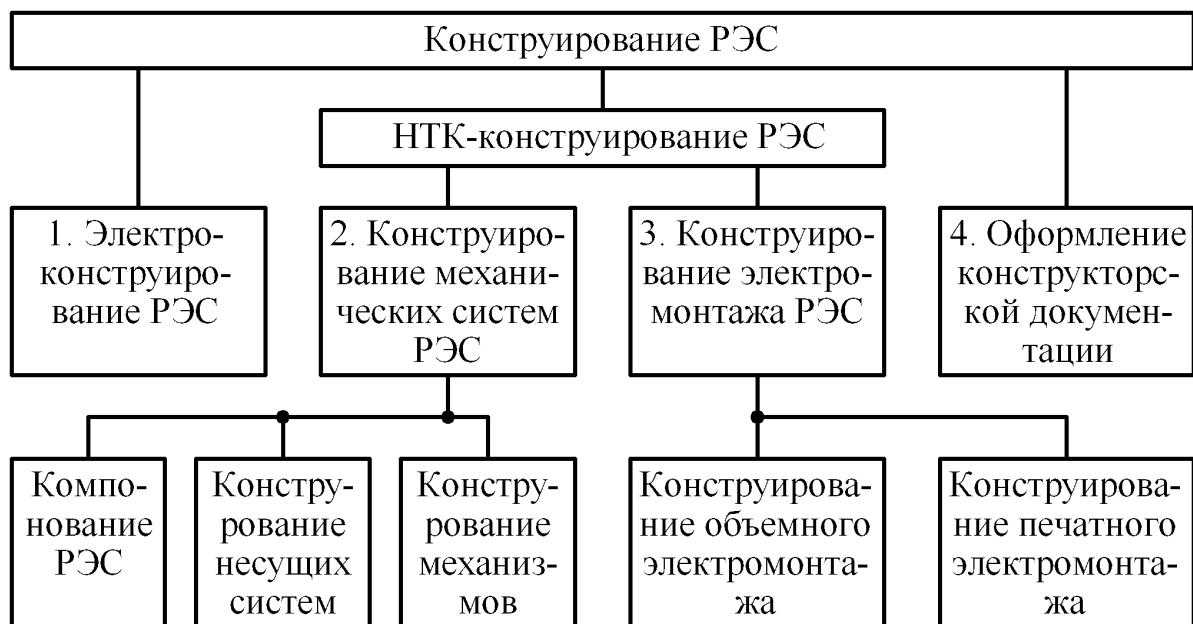 Конструирование РЭС
НТК-конструирование РЭС
1. Электро-
конструиро-
вание РЭС
2. Конструиро-
вание механи-
ческих систем
РЭС
3. Конструиро-
вание электро-
монтажа РЭС
4. Оформление
конструкторс-
кой докумен-
тации
Компо-
нование
РЭС
Констру-
рование
несущих
систем
Констру-
рование
механиз-
мов
Конструирова-
ние объемного
электромонта-
жа
Конструирова-
ние печатного
электромонта-
жа